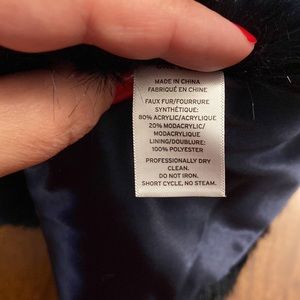 MADE IN CHINA
FABRIQUÉ EN CHINE
FAUX FUR/FOURRURE
SYNTHÉTIQUE:
80% ACRYLIC/ACRYLIQUE
20% MODACRYLIC/
MODACRYLIQUE
LINING/DOUBLURE:
100% POLYESTER
PROFESSIONALLY DRY
CLEAN.
DO NOT IRON.
SHORT CYCLE, NO STEAM.